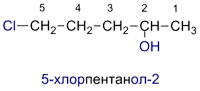 5 4 3 2 1
Cl—CH₂—CH₂—CH₂—CH—CH₃
OH
5-хлорпентанол-2